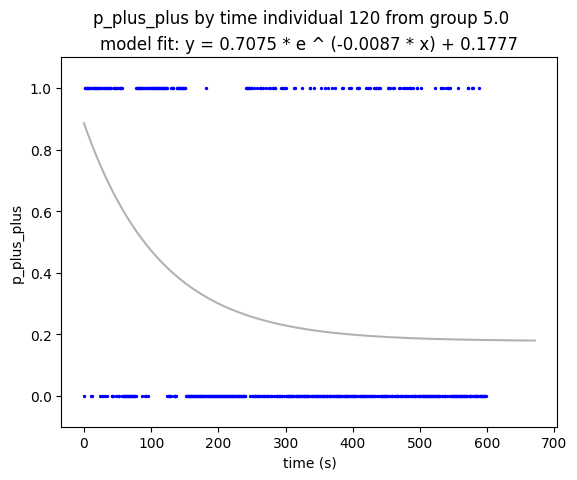 p_plus_plus by time individual 120 from group 5.0
model fit: y = 0.7075 * e ^ (-0.0087 * x) + 0.1777
1.0
0.8
0.6
0.4
0.2
0.0
p_plus_plus
0 100 200 300 400 500 600 700
time (s)